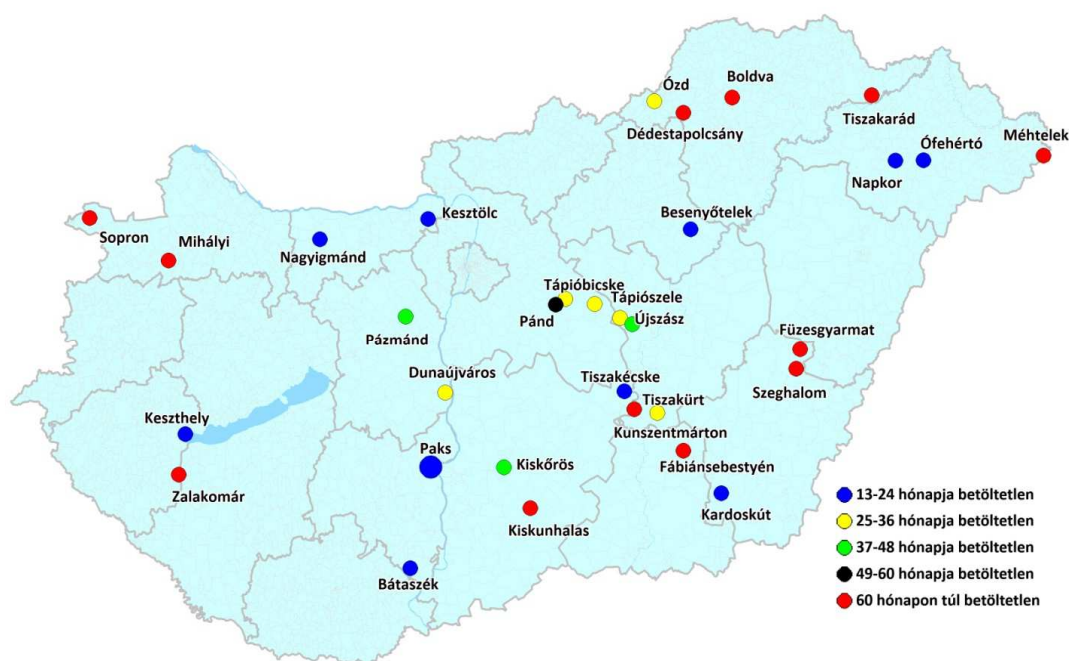 Ózd
Boldva
Dédestapolcsány
Tiszakarád
Ófehértó
Méhtelek
Napkor
Kesztölc
Besenyőtelek
Sopron
Mihályi
Nagyigmánd
Tápióbicske
Tápiószele
Pánd
Újszász
Pázmánd
Füzesgyarmat
Dunaújváros
Tiszakécske
Szeghalom
Tiszakürt
Keszthely
Kunszentmárton
Paks
Kiskőrös
Fábiánsebestyén
Zalakomár
Kardoskút
Kiskunhalas
Bátaszék
13-24 hónapja betöltetlen
25-36 hónapja betöltetlen
37-48 hónapja betöltetlen
49-60 hónapja betöltetlen
60 hónapon túl betöltetlen